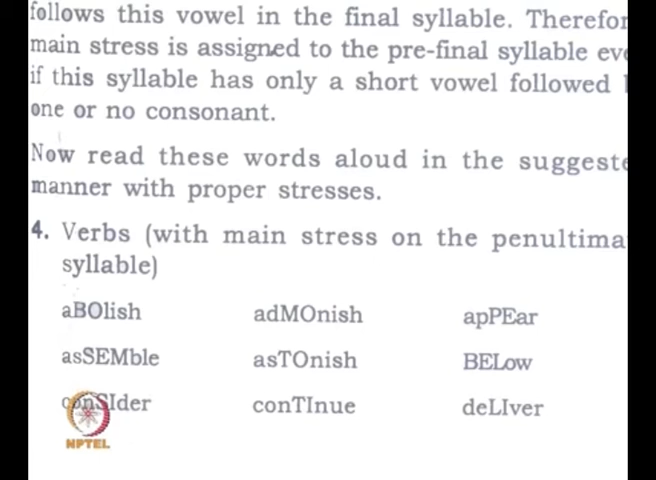 follows this vowel in the final syllable. Therefor
main stress is assigned to the pre-final syllable eve
if this syllable has only a short vowel followed
one or no consonant.
Now read these words aloud in the suggeste
manner with proper stresses.
4. Verbs (with main stress on the penultima
syllable)
aBOlish adMOnish apPEar
asSEMble asTOnish BELow
conSIder conTInue deLIver
NPTEL